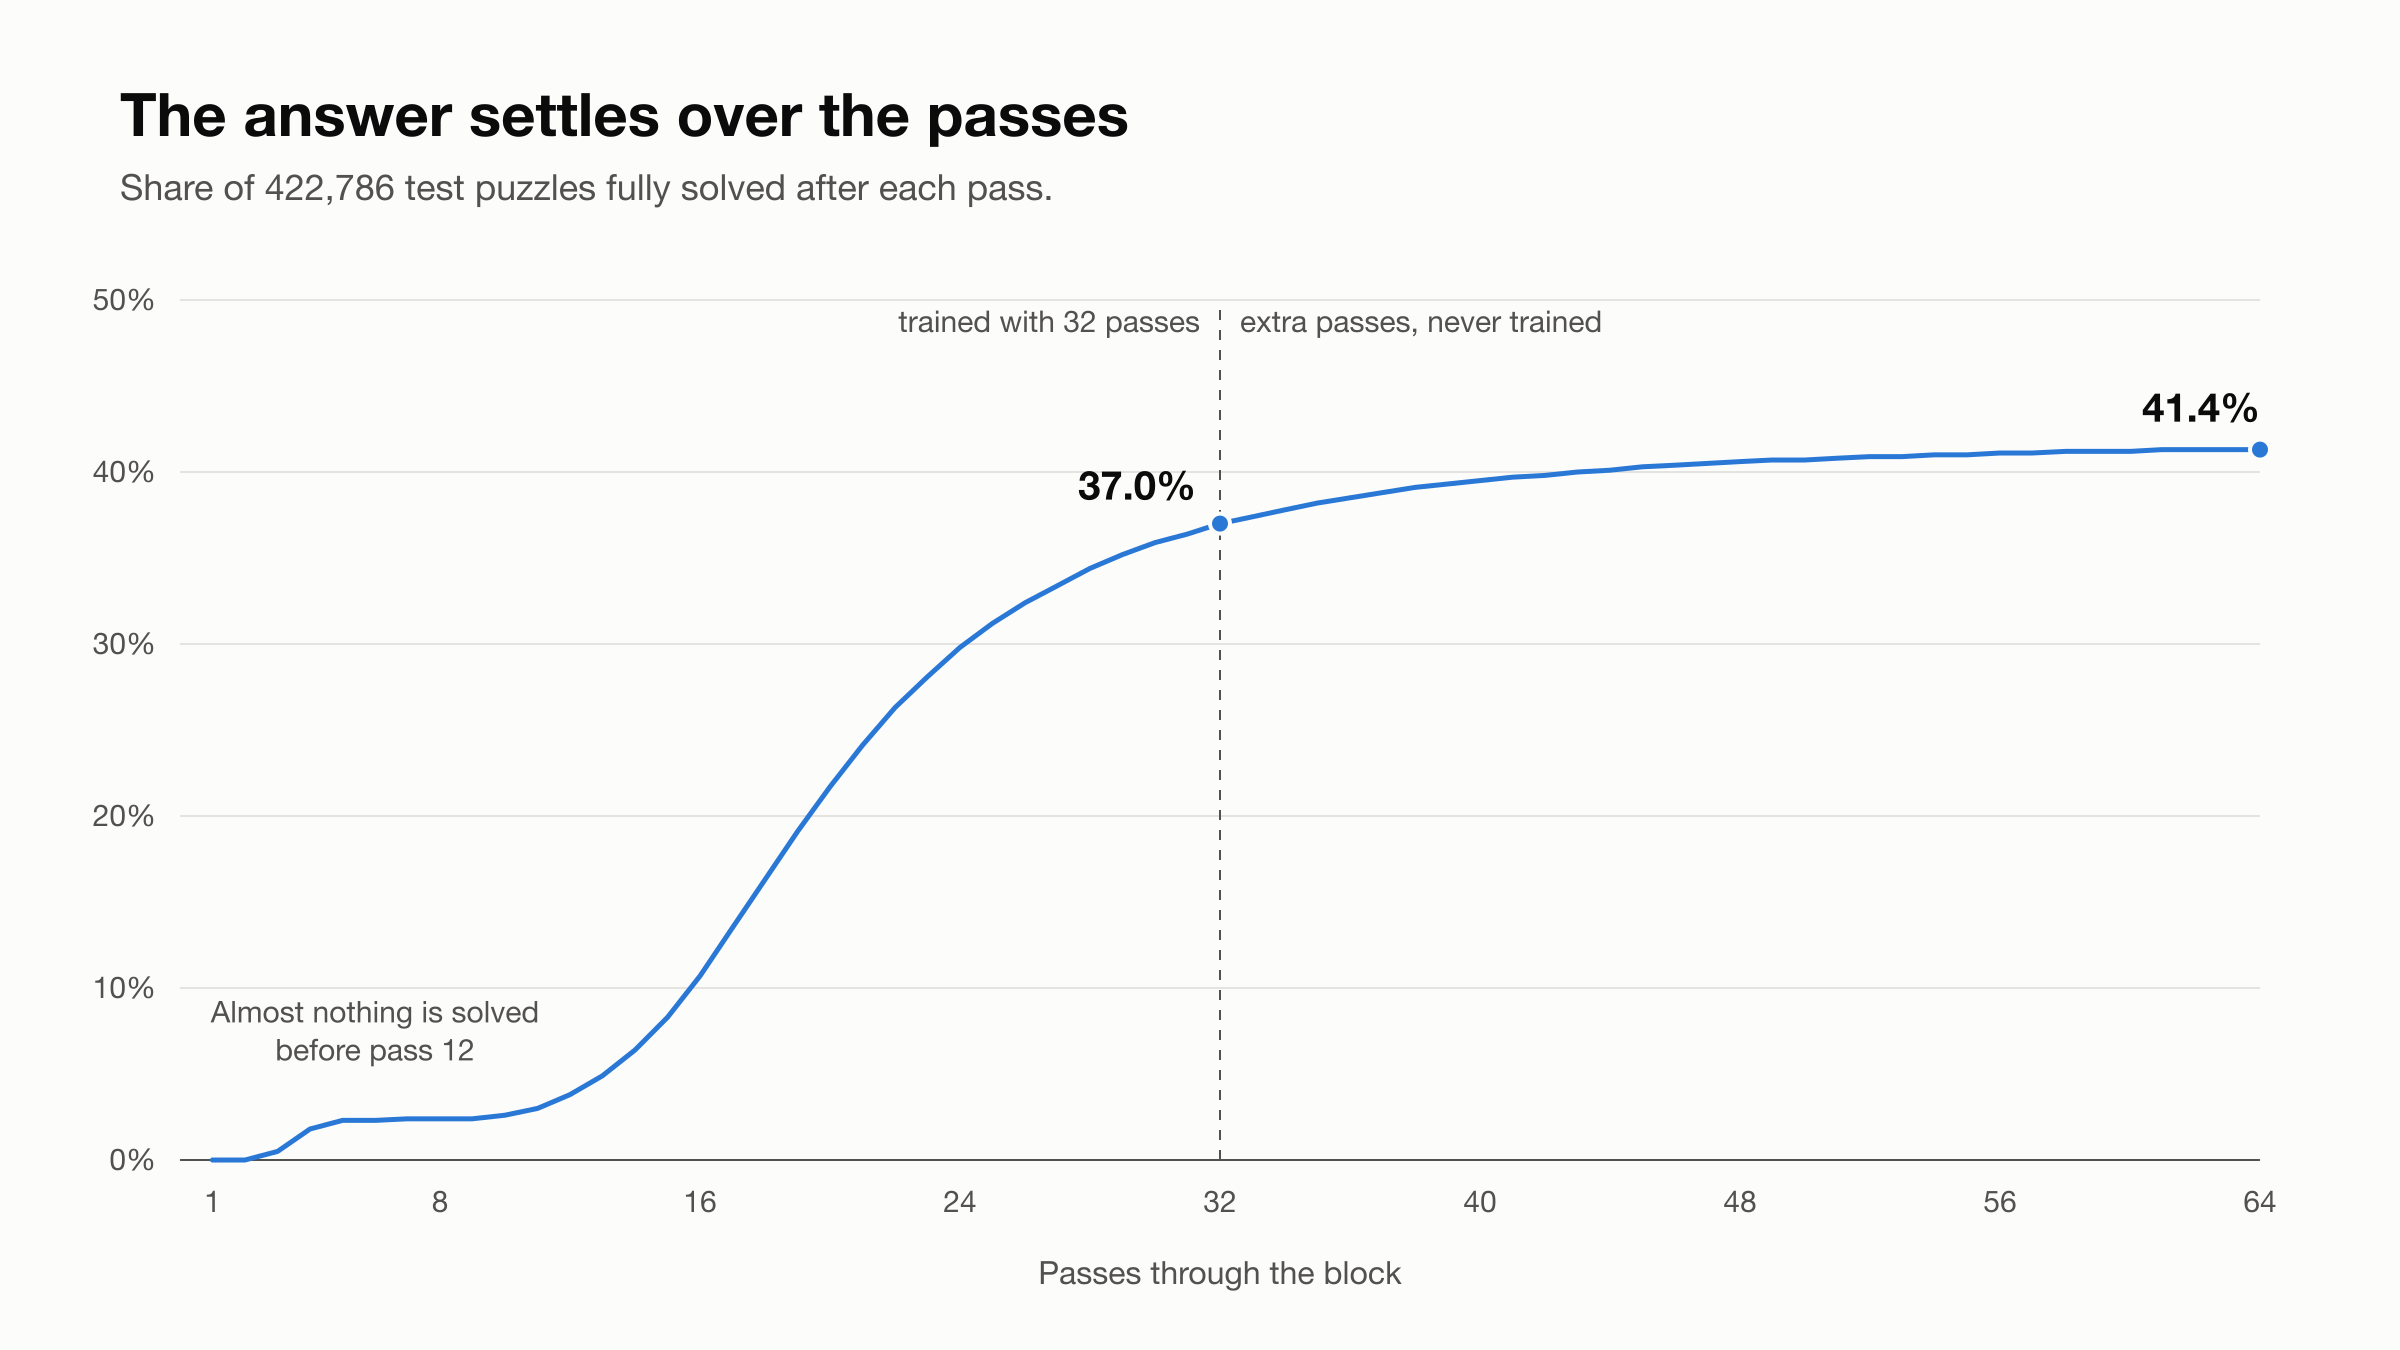 The answer settles over the passes
Share of 422,786 test puzzles fully solved after each pass.
50%
trained with 32 passes
extra passes, never trained
41.4%
40%
37.0%
30%
20%
10%
Almost nothing is solved
before pass 12
0%
1 8 16 24 32 40 48 56 64
Passes through the block